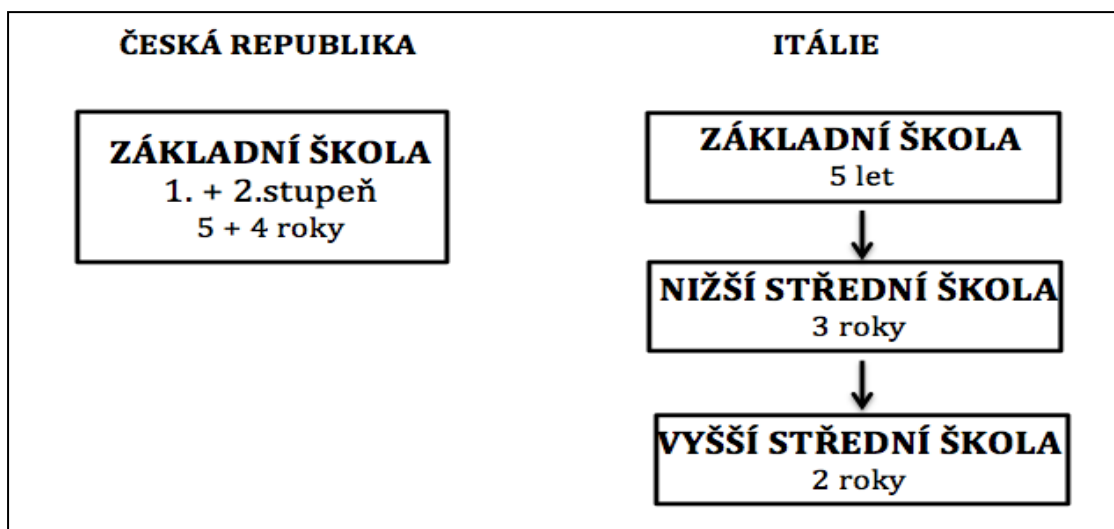 ČESKÁ REPUBLIKA
ZÁKLADNÍ ŠKOLA
1. + 2.stupeň
5 + 4 roky
ITÁLIE
ZÁKLADNÍ ŠKOLA
5 let
NIŽŠÍ STŘEDNÍ ŠKOLA
3 roky
VYŠŠÍ STŘEDNÍ ŠKOLA
2 roky